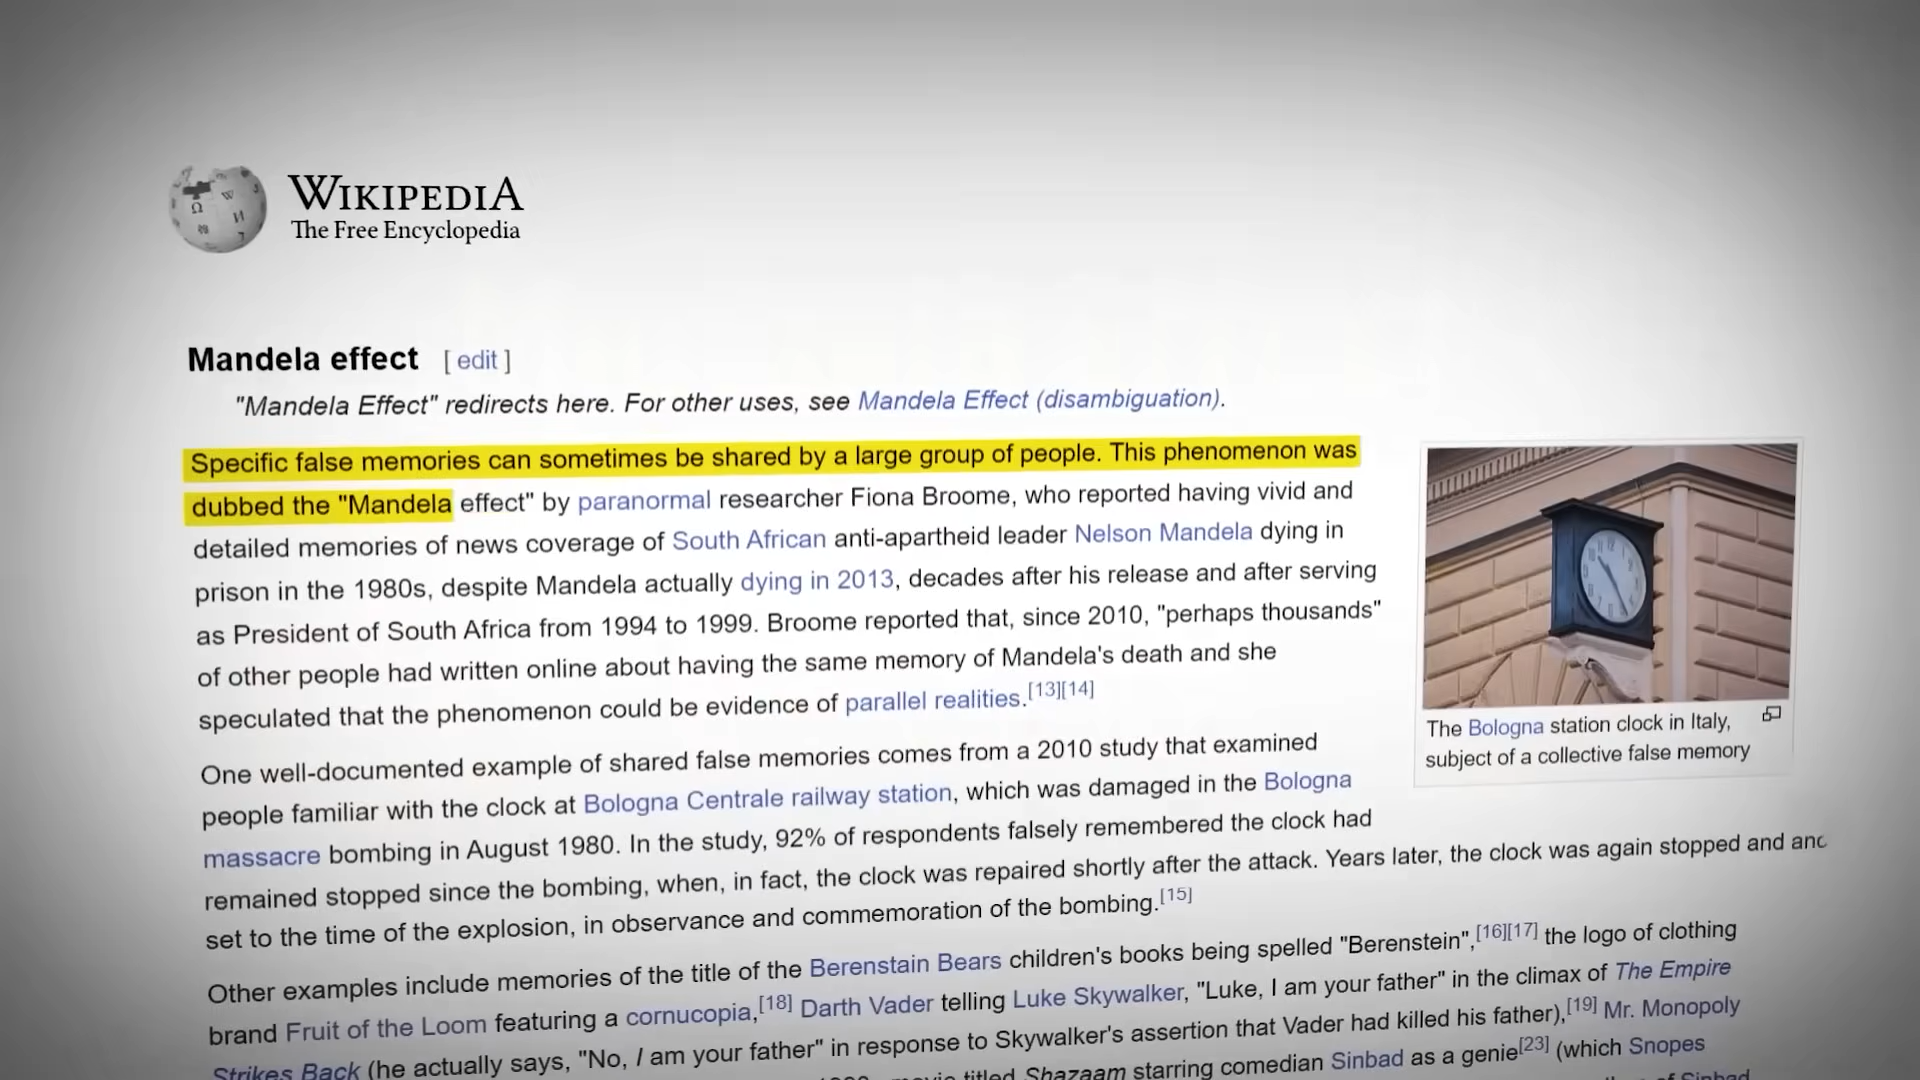 WIKIPEDIA
The Free Encyclopedia
Mandela effect [ edit ]
"Mandela Effect" redirects here. For other uses, see Mandela Effect (disambiguation).
Specific false memories can sometimes be shared by a large group of people. This phenomenon was
dubbed the "Mandela effect" by paranormal researcher Fiona Broome, who reported having vivid and
detailed memories of news coverage of South African anti-apartheid leader Nelson Mandela dying in
prison in the 1980s, despite Mandela actually dying in 2013, decades after his release and after serving
as President of South Africa from 1994 to 1999. Broome reported that, since 2010, "perhaps thousands"
of other people had written online about having the same memory of Mandela's death and she
speculated that the phenomenon could be evidence of parallel realities.[13][14]
The Bologna station clock in Italy,
subject of a collective false memory
One well-documented example of shared false memories comes from a 2010 study that examined
people familiar with the clock at Bologna Centrale railway station, which was damaged in the Bologna
massacre bombing in August 1980. In the study, 92% of respondents falsely remembered the clock had
remained stopped since the bombing, when, in fact, the clock was repaired shortly after the attack. Years later, the clock was again stopped and and
set to the time of the explosion, in observance and commemoration of the bombing.[15]
Other examples include memories of the title of the Berenstain Bears children's books being spelled "Berenstein",[16][17] the logo of clothing
brand Fruit of the Loom featuring a cornucopia,[18] Darth Vader telling Luke Skywalker, "Luke, I am your father" in the climax of The Empire
Strikes Back (he actually says, "No, I am your father" in response to Skywalker's assertion that Vader had killed his father),[19] Mr. Monopoly
movie titled Shazaam starring comedian Sinbad as a genie[23] (which Snopes
of Sinbad